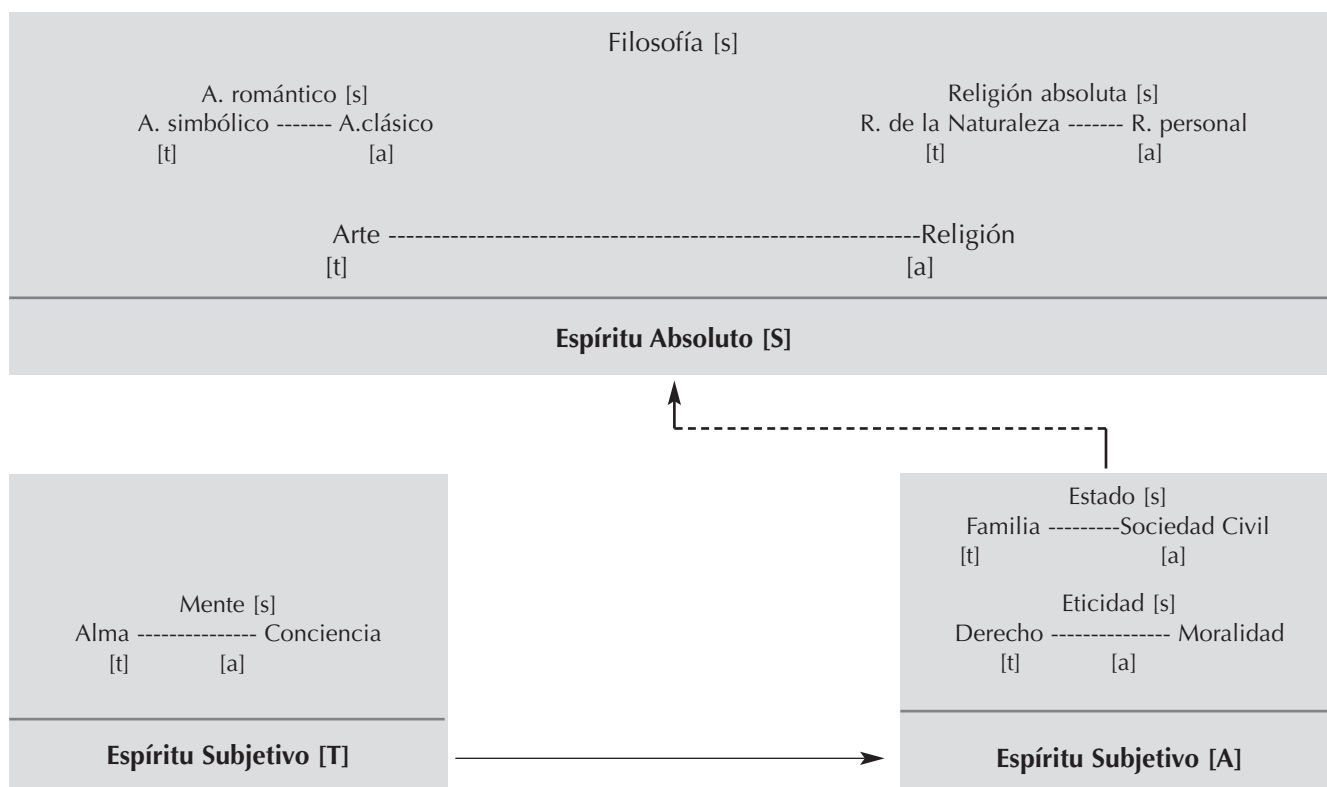 Filosofía [s]
A. romántico [s]
A. simbólico ------- A.clásico
[t] [a]
Religión absoluta [s]
R. de la Naturaleza ------- R. personal
[t] [a]
Arte -----------------------------------------------------------Religión
[t] [a]
Espíritu Absoluto [S]
Mente [s]
Alma --------------- Conciencia
[t] [a]
Espíritu Subjetivo [T]
Estado [s]
Familia ---------Sociedad Civil
[t] [a]
Eticidad [s]
Derecho --------------- Moralidad
[t] [a]
Espíritu Subjetivo [A]